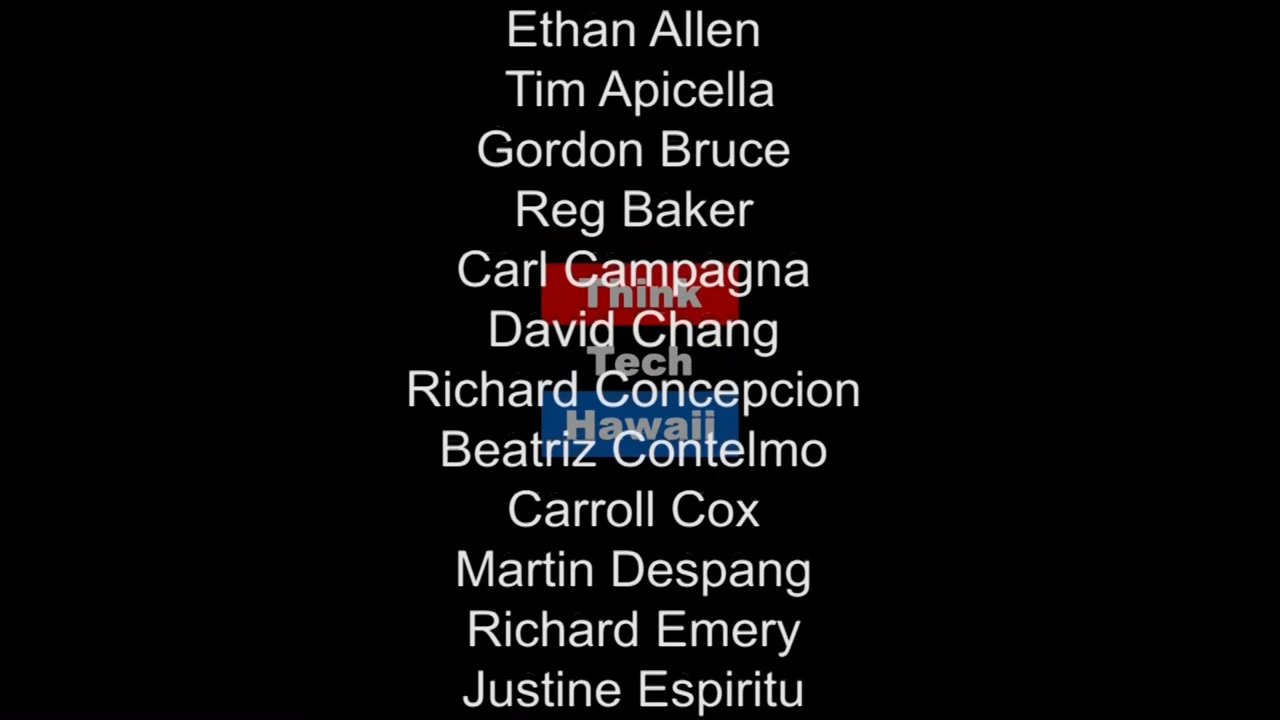 Ethan Allen
Tim Apicella
Gordon Bruce
Reg Baker
Carl Campagna
Think
David Chang
Tech
Richard Concepcion
Hawaii
Beatriz Contelmo
Carroll Cox
Martin Despang
Richard Emery
Justine Espiritu